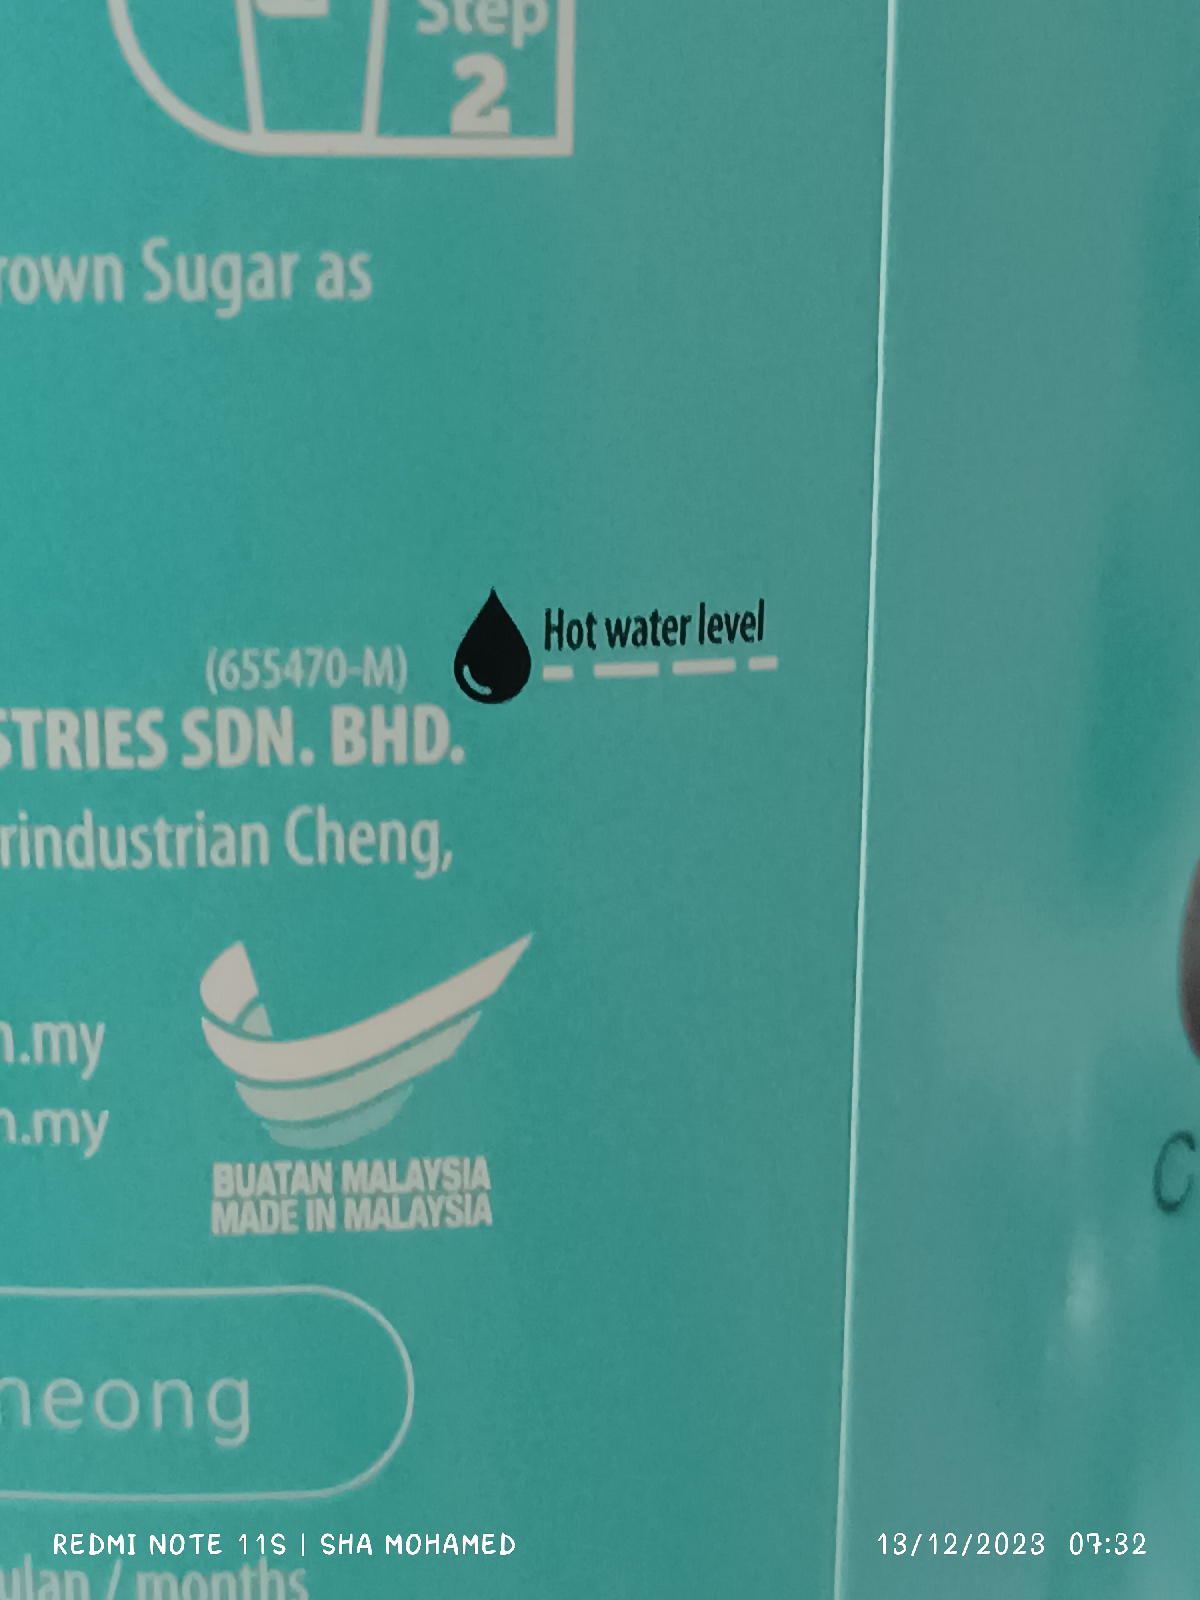 Step
2
rown Sugar as
Hot water level
(655470-M)
STRIES SDN. BHD.
rindustrian Cheng,
n.my
n.my
BUATAN MALAYSIA
MADE IN MALAYSIA
heong
REDMI NOTE 11S | SHA MOHAMED
13/12/2023 07:32
ulan / months